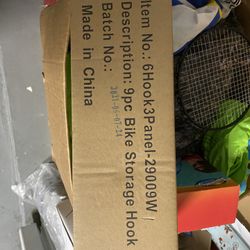 Item No.: 6Hook3Panel-29009W /
Description: 9pc Bike Storage Hook
Batch No.:
Made in China